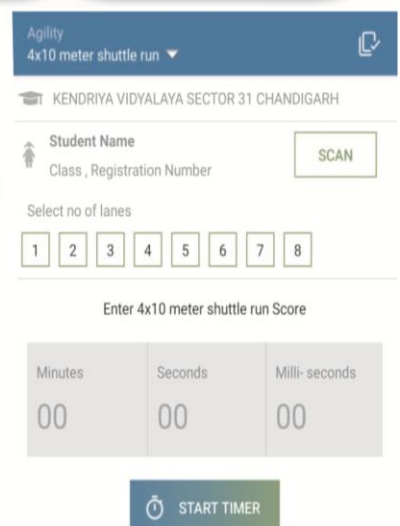 Agility
4x10 meter shuttle run
KENDRIYA VIDYALAYA SECTOR 31 CHANDIGARH
Student Name
Class , Registration Number
SCAN
Select no of lanes
1 2 3 4 5 6 7 8
Enter 4x10 meter shuttle run Score
Minutes Seconds Milli- seconds
00 00 00
START TIMER